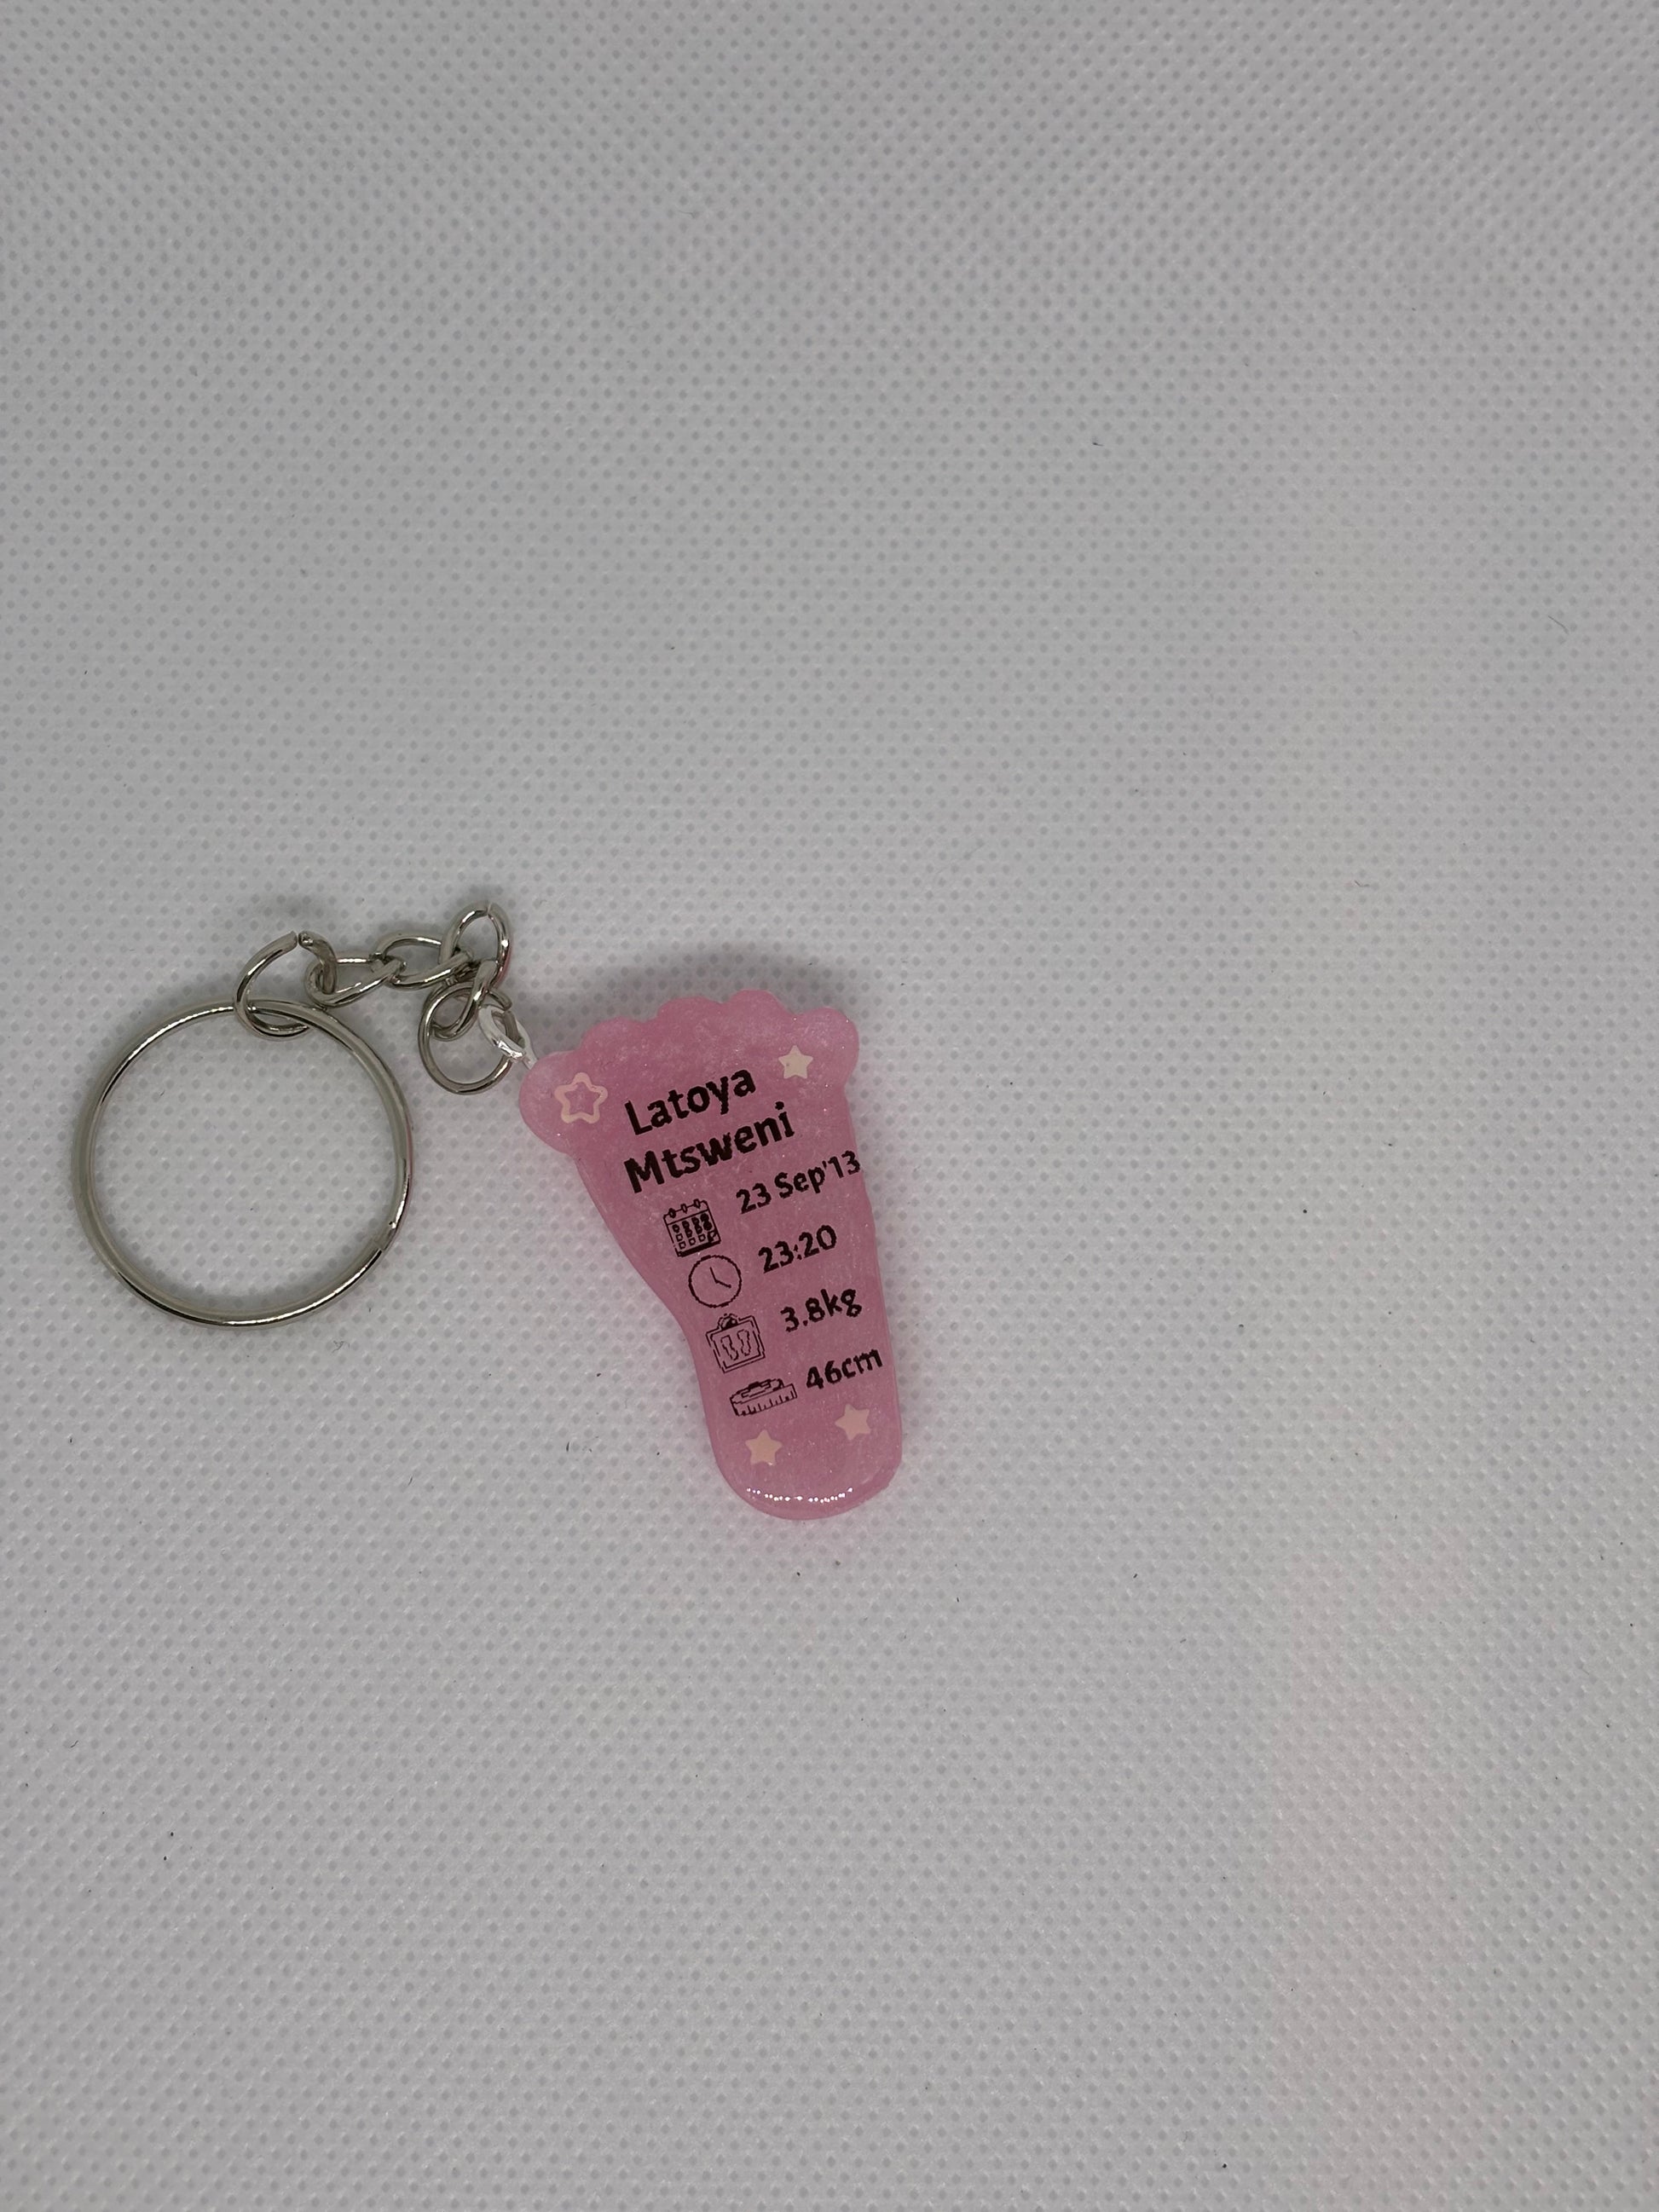 Latoya
Mtsweni
23 Sep'13
23:20
3.8kg
46cm